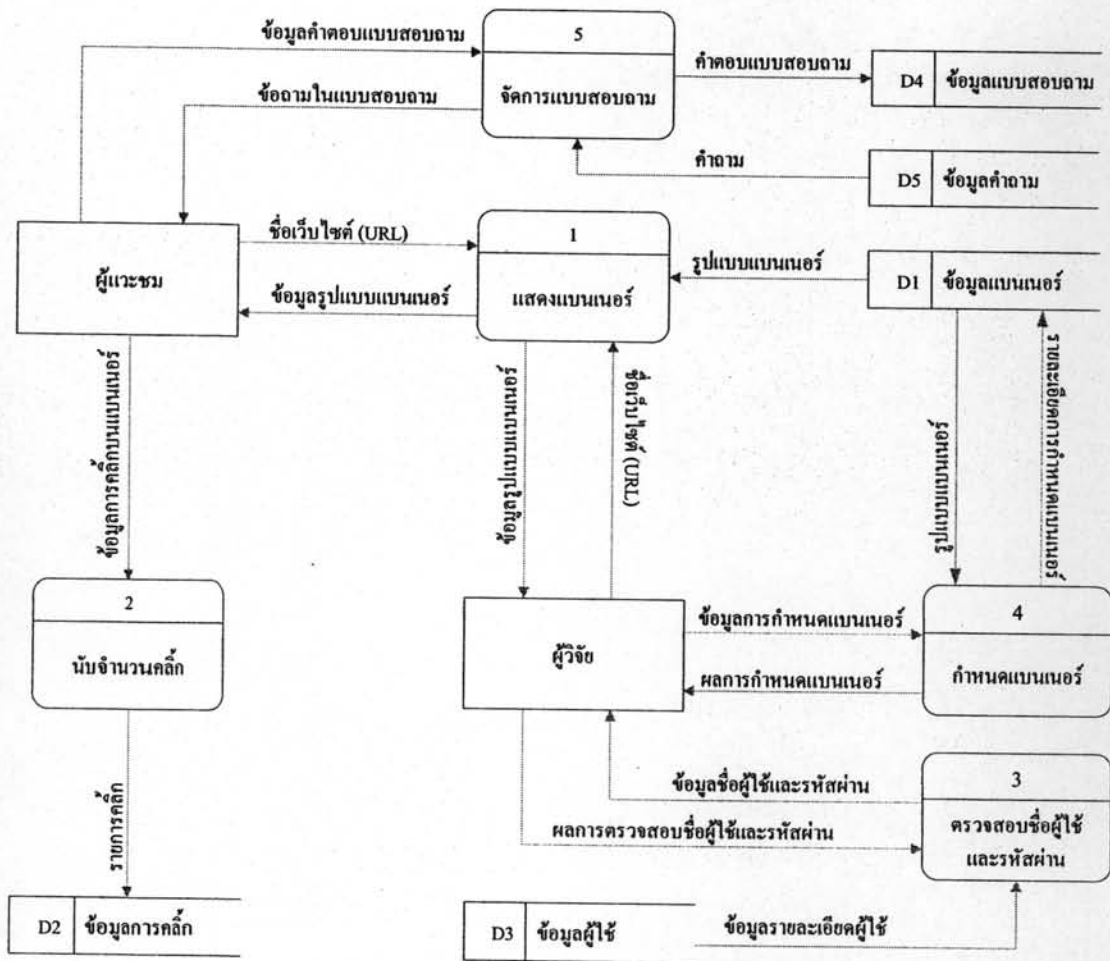 ข้อมูลคำตอบแบบสอบถาม
5
จัดการแบบสอบถาม
คำตอบแบบสอบถาม
D4 ข้อมูลแบบสอบถาม
ข้อถามในแบบสอบถาม
คำถาม
D5 ข้อมูลคำถาม
ผู้แวะชม
ชื่อเว็บไซต์ (URL)
1
แสดงแบนเนอร์
รูปแบบแบนเนอร์
D1 ข้อมูลแบนเนอร์
ข้อมูลรูปแบบแบนเนอร์
ข้อมูลการคลิ้กบนแบนเนอร์
ข้อมูลรูปแบบแบนเนอร์
ชื่อเว็บไซต์ (URL)
รูปแบบแบนเนอร์
รายละเอียดการกำหนดแบนเนอร์
2
นับจำนวนคลิ้ก
ผู้วิจัย
ข้อมูลการกำหนดแบนเนอร์
4
กำหนดแบนเนอร์
ผลการกำหนดแบนเนอร์
รายการคลิ้ก
ข้อมูลชื่อผู้ใช้และรหัสผ่าน
3
ตรวจสอบชื่อผู้ใช้
และรหัสผ่าน
ผลการตรวจสอบชื่อผู้ใช้และรหัสผ่าน
D2 ข้อมูลการคลิ้ก
D3 ข้อมูลผู้ใช้
ข้อมูลรายละเอียดผู้ใช้